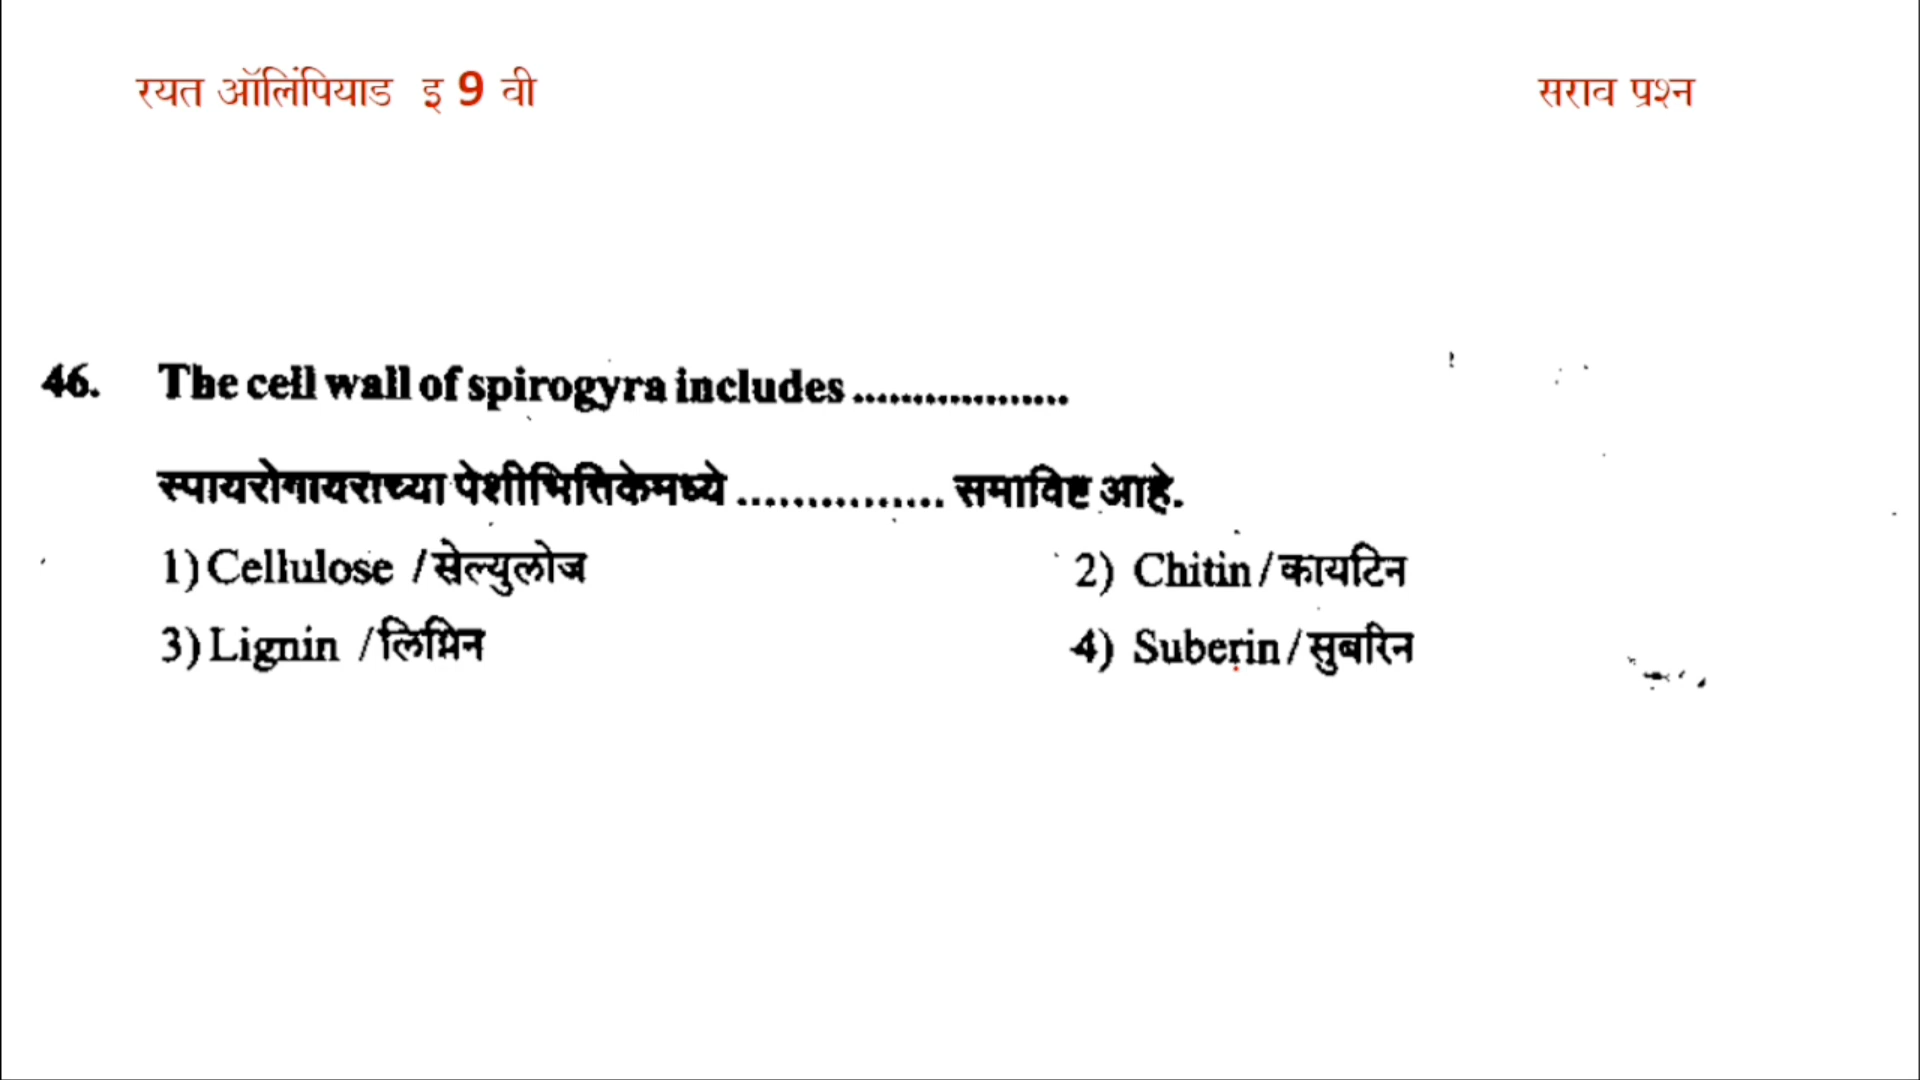 रयत ऑलिंपियाड इ 9 वी
सराव प्रश्न
46. The cell wall of spirogyra includes ..................
स्पायरोगायराच्या पेशीभित्तिकेमध्ये ............... समाविष्ट आहे.
1) Cellulose / सेल्युलोज
2) Chitin / कायटिन
3) Lignin / लिग्निन
4) Suberin / सुबरिन